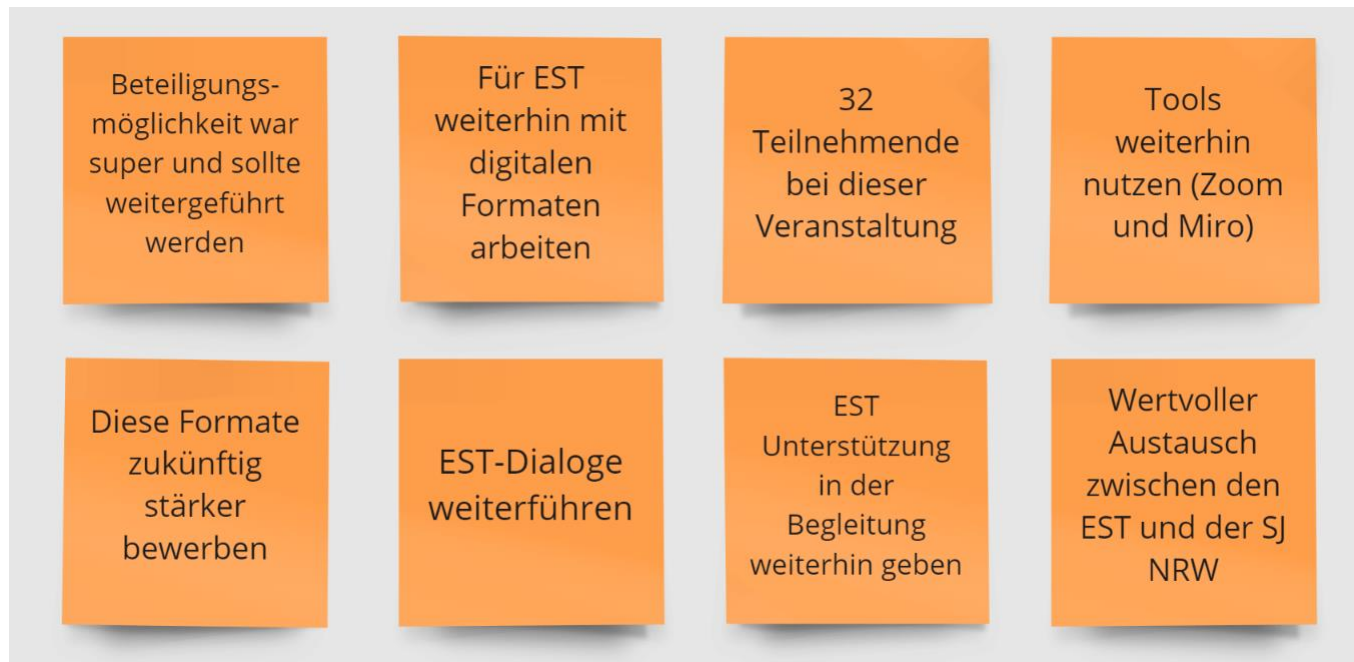 Beteiligungs-
möglichkeit war
super und sollte
weitergeführt
werden
Für EST
weiterhin mit
digitalen
Formaten
arbeiten
32
Teilnehmende
bei dieser
Veranstaltung
Tools
weiterhin
nutzen (Zoom
und Miro)
Diese Formate
zukünftig
stärker
bewerben
EST-Dialoge
weiterführen
EST
Unterstützung
in der
Begleitung
weiterhin geben
Wertvoller
Austausch
zwischen den
EST und der SJ
NRW